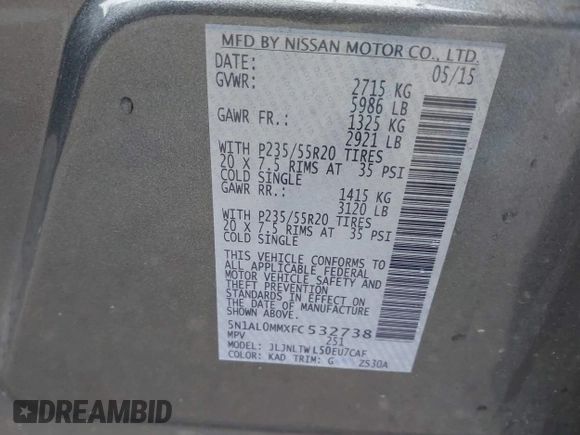 MFD BY NISSAN MOTOR CO., LTD.
DATE: 05/15
GVWR: 2715 KG
5986 LB
GAWR FR.: 1325 KG
2921 LB
WITH P235/55R20 TIRES
20 X 7.5 RIMS AT 35 PSI
COLD SINGLE
GAWR RR.: 1415 KG
3120 LB
WITH P235/55R20 TIRES
20 X 7.5 RIMS AT 35 PSI
COLD SINGLE
THIS VEHICLE CONFORMS TO
ALL APPLICABLE FEDERAL
MOTOR VEHICLE SAFETY AND
THEFT PREVENTION
STANDARDS IN EFFECT ON
THE DATE OF MANUFACTURE
SHOWN ABOVE.
5N1AL0MMXFC532738
MPV 251
MODEL: JLJNLTWL50EU7CAF
COLOR: KAD TRIM: G ZS30A
DREAMBID